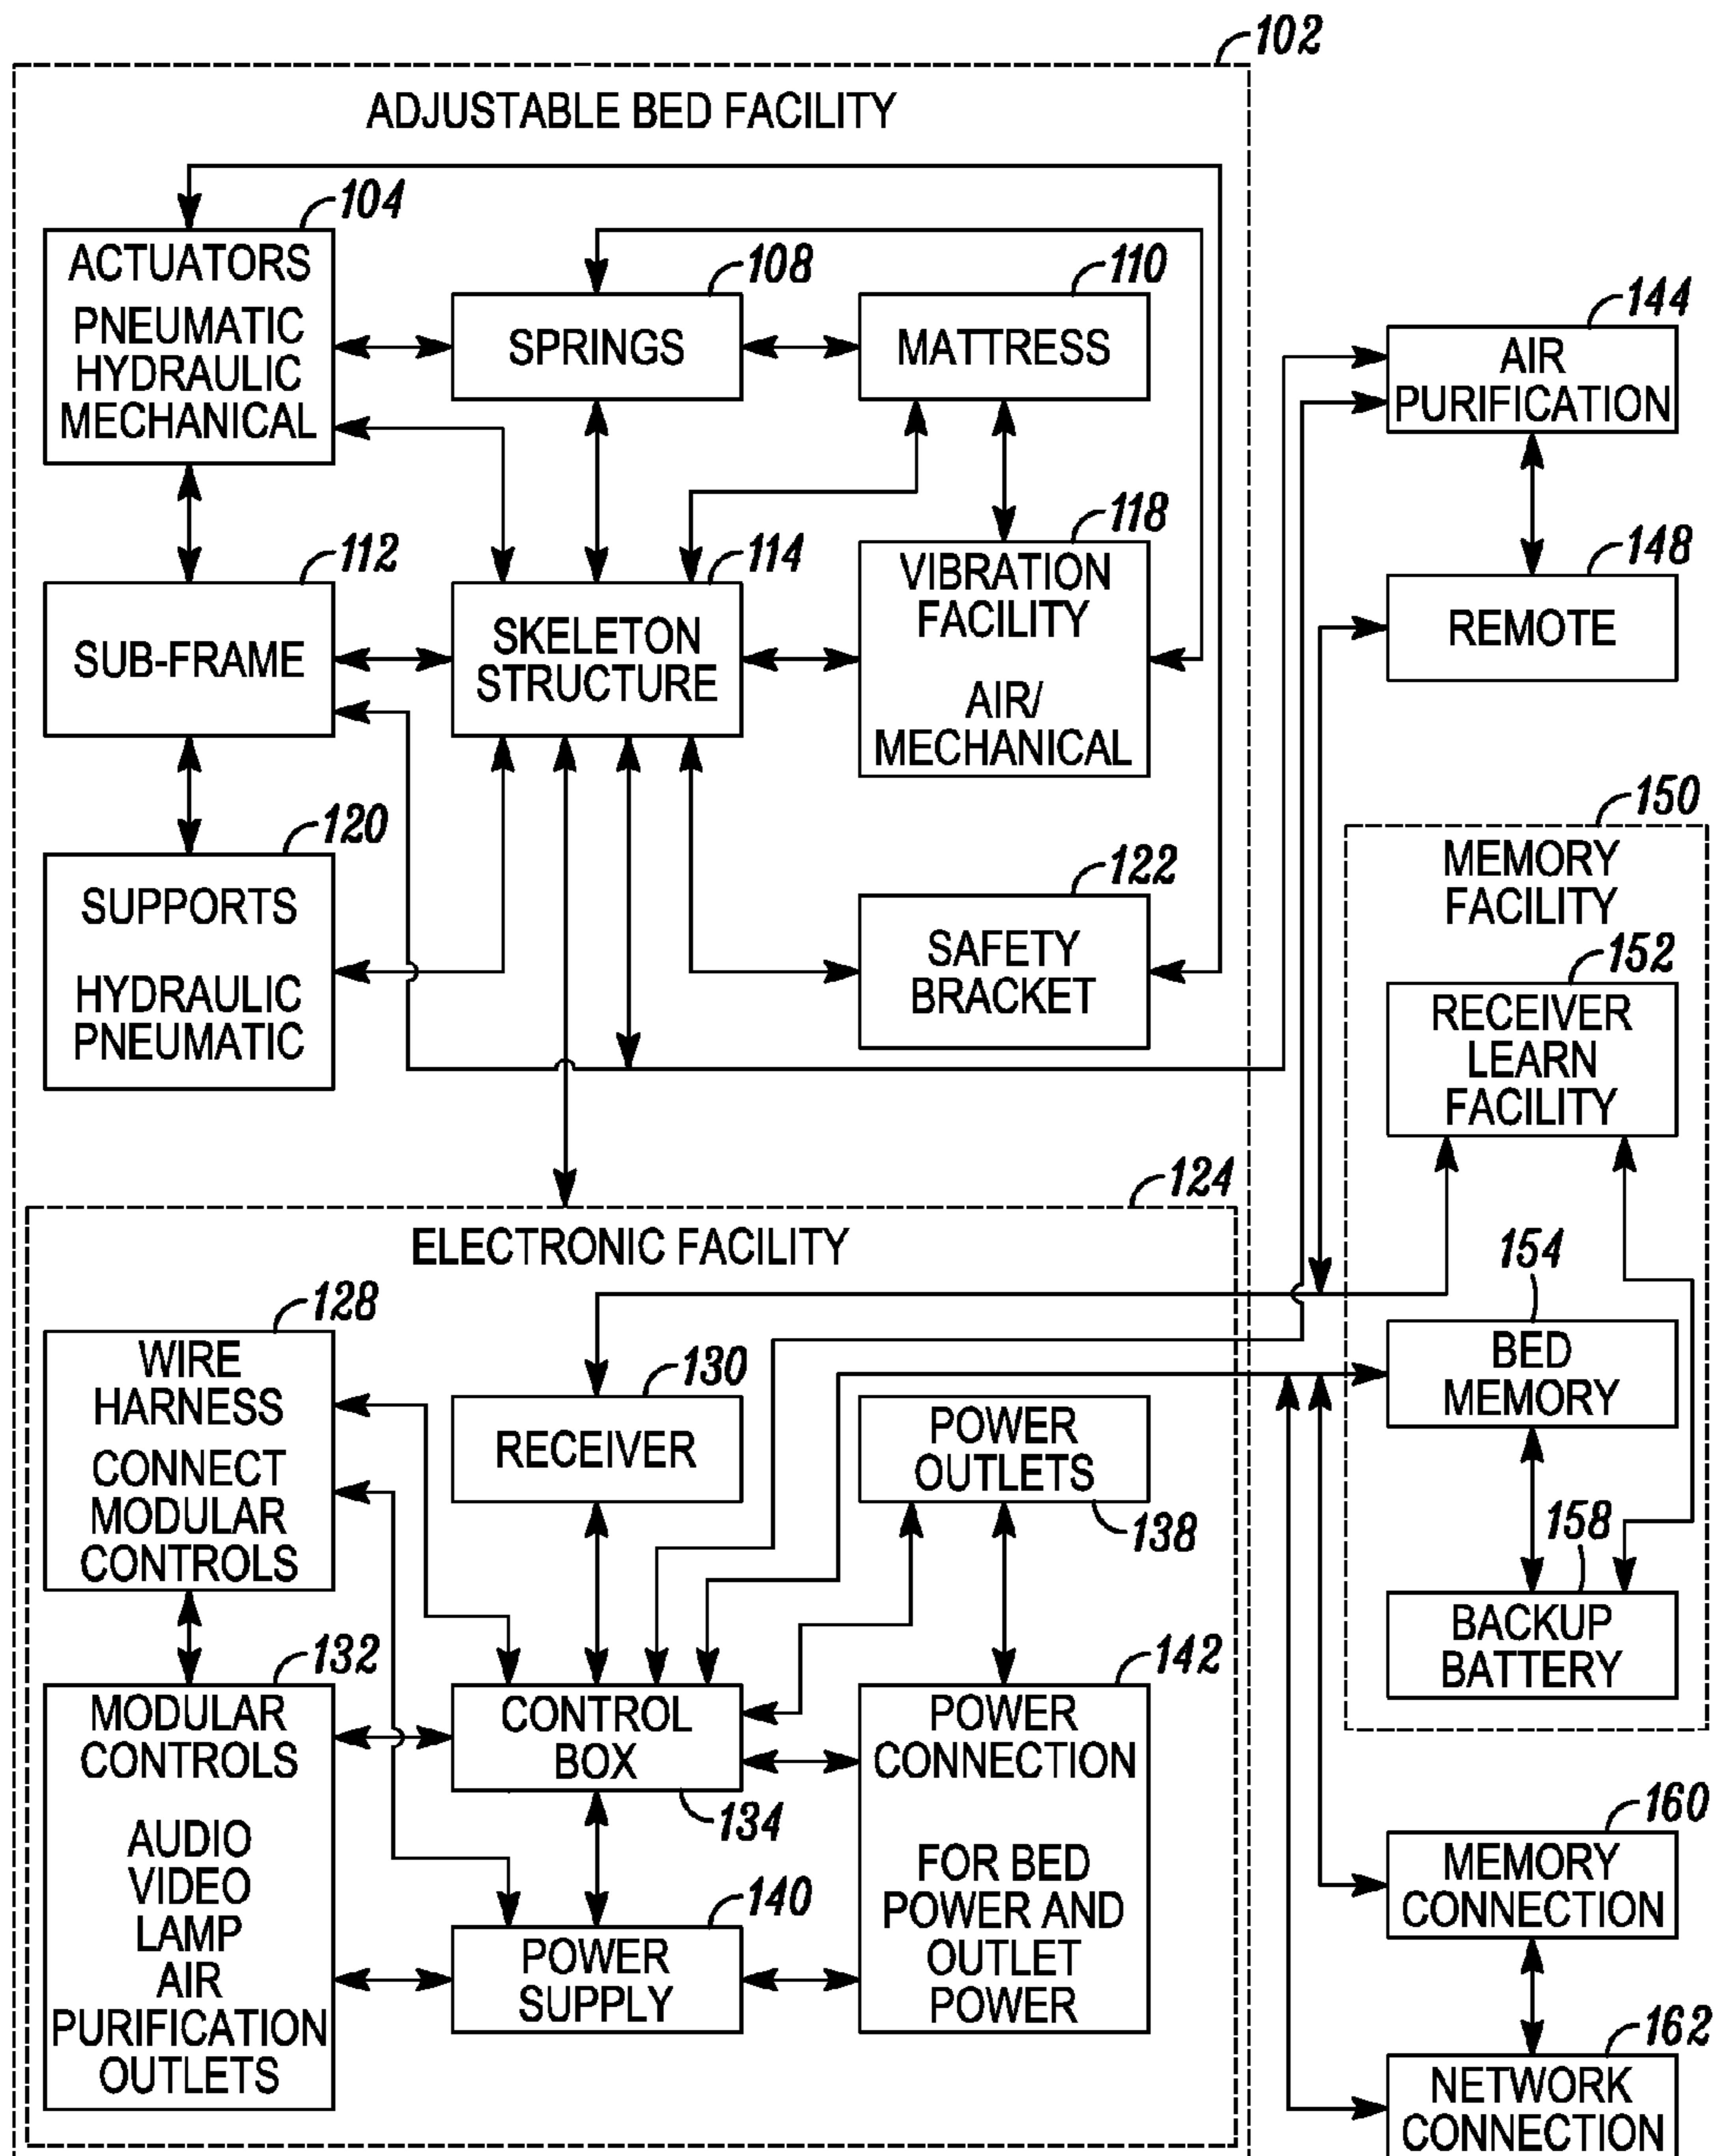 102
ADJUSTABLE BED FACILITY
104
ACTUATORS
PNEUMATIC
HYDRAULIC
MECHANICAL
108
SPRINGS
110
MATTRESS
144
AIR
PURIFICATION
112
SUB-FRAME
114
SKELETON
STRUCTURE
118
VIBRATION
FACILITY
AIR/
MECHANICAL
148
REMOTE
120
SUPPORTS
HYDRAULIC
PNEUMATIC
122
SAFETY
BRACKET
150
MEMORY
FACILITY
152
RECEIVER
LEARN
FACILITY
124
ELECTRONIC FACILITY
128
WIRE
HARNESS
CONNECT
MODULAR
CONTROLS
130
RECEIVER
POWER
OUTLETS
138
154
BED
MEMORY
158
BACKUP
BATTERY
132
MODULAR
CONTROLS
AUDIO
VIDEO
LAMP
AIR
PURIFICATION
OUTLETS
CONTROL
BOX
134
142
POWER
CONNECTION
FOR BED
POWER AND
OUTLET
POWER
140
POWER
SUPPLY
160
MEMORY
CONNECTION
162
NETWORK
CONNECTION